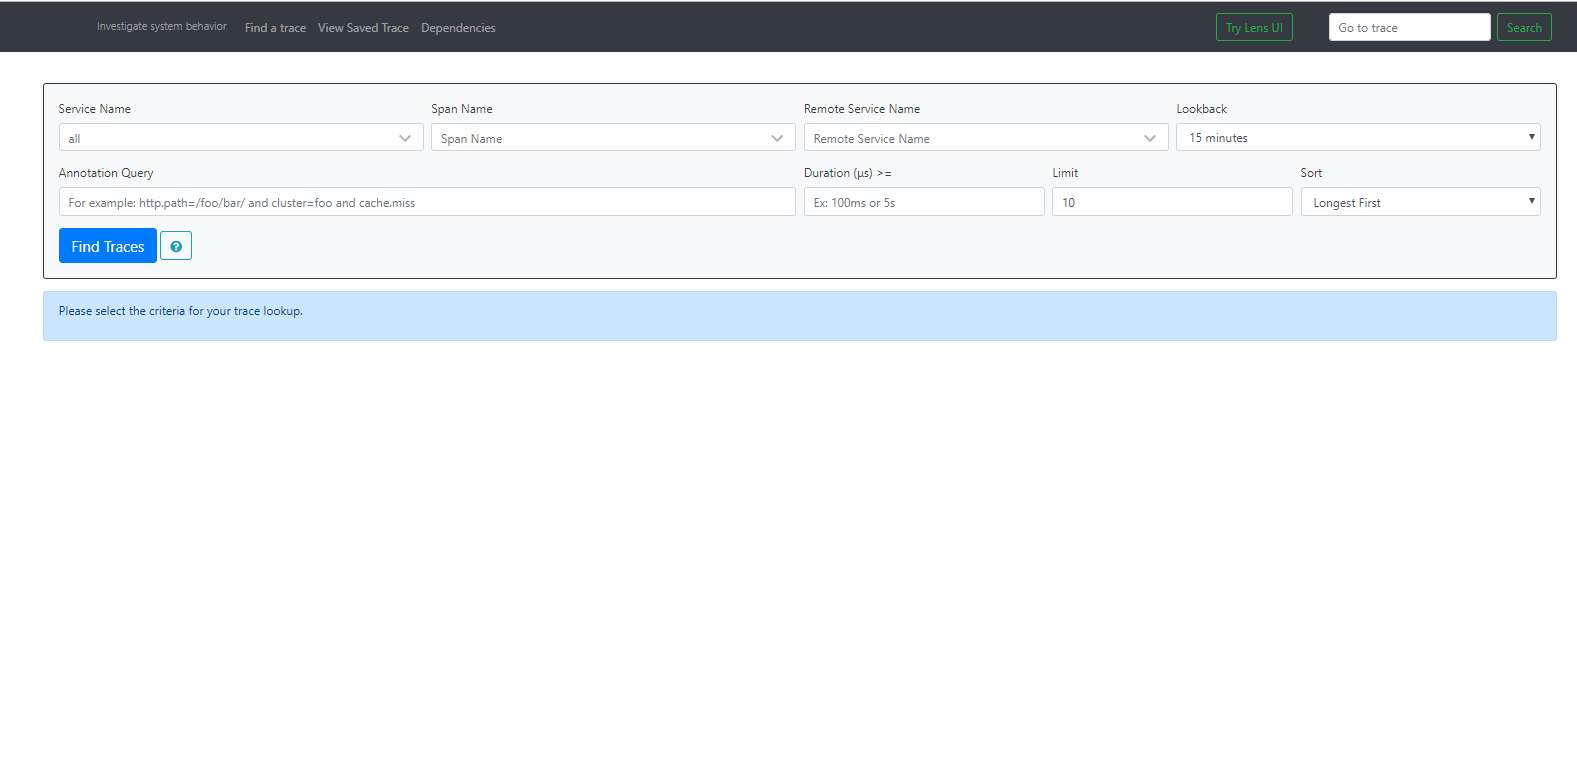 Investigate system behavior Find a trace View Saved Trace Dependencies Try Lens UI Go to trace Search
Service Name Span Name Remote Service Name Lookback
all Span Name Remote Service Name 15 minutes
Annotation Query Duration (μs) >= Limit Sort
For example: http.path=/foo/bar/ and cluster=foo and cache.miss Ex: 100ms or 5s 10 Longest First
Find Traces
Please select the criteria for your trace lookup.